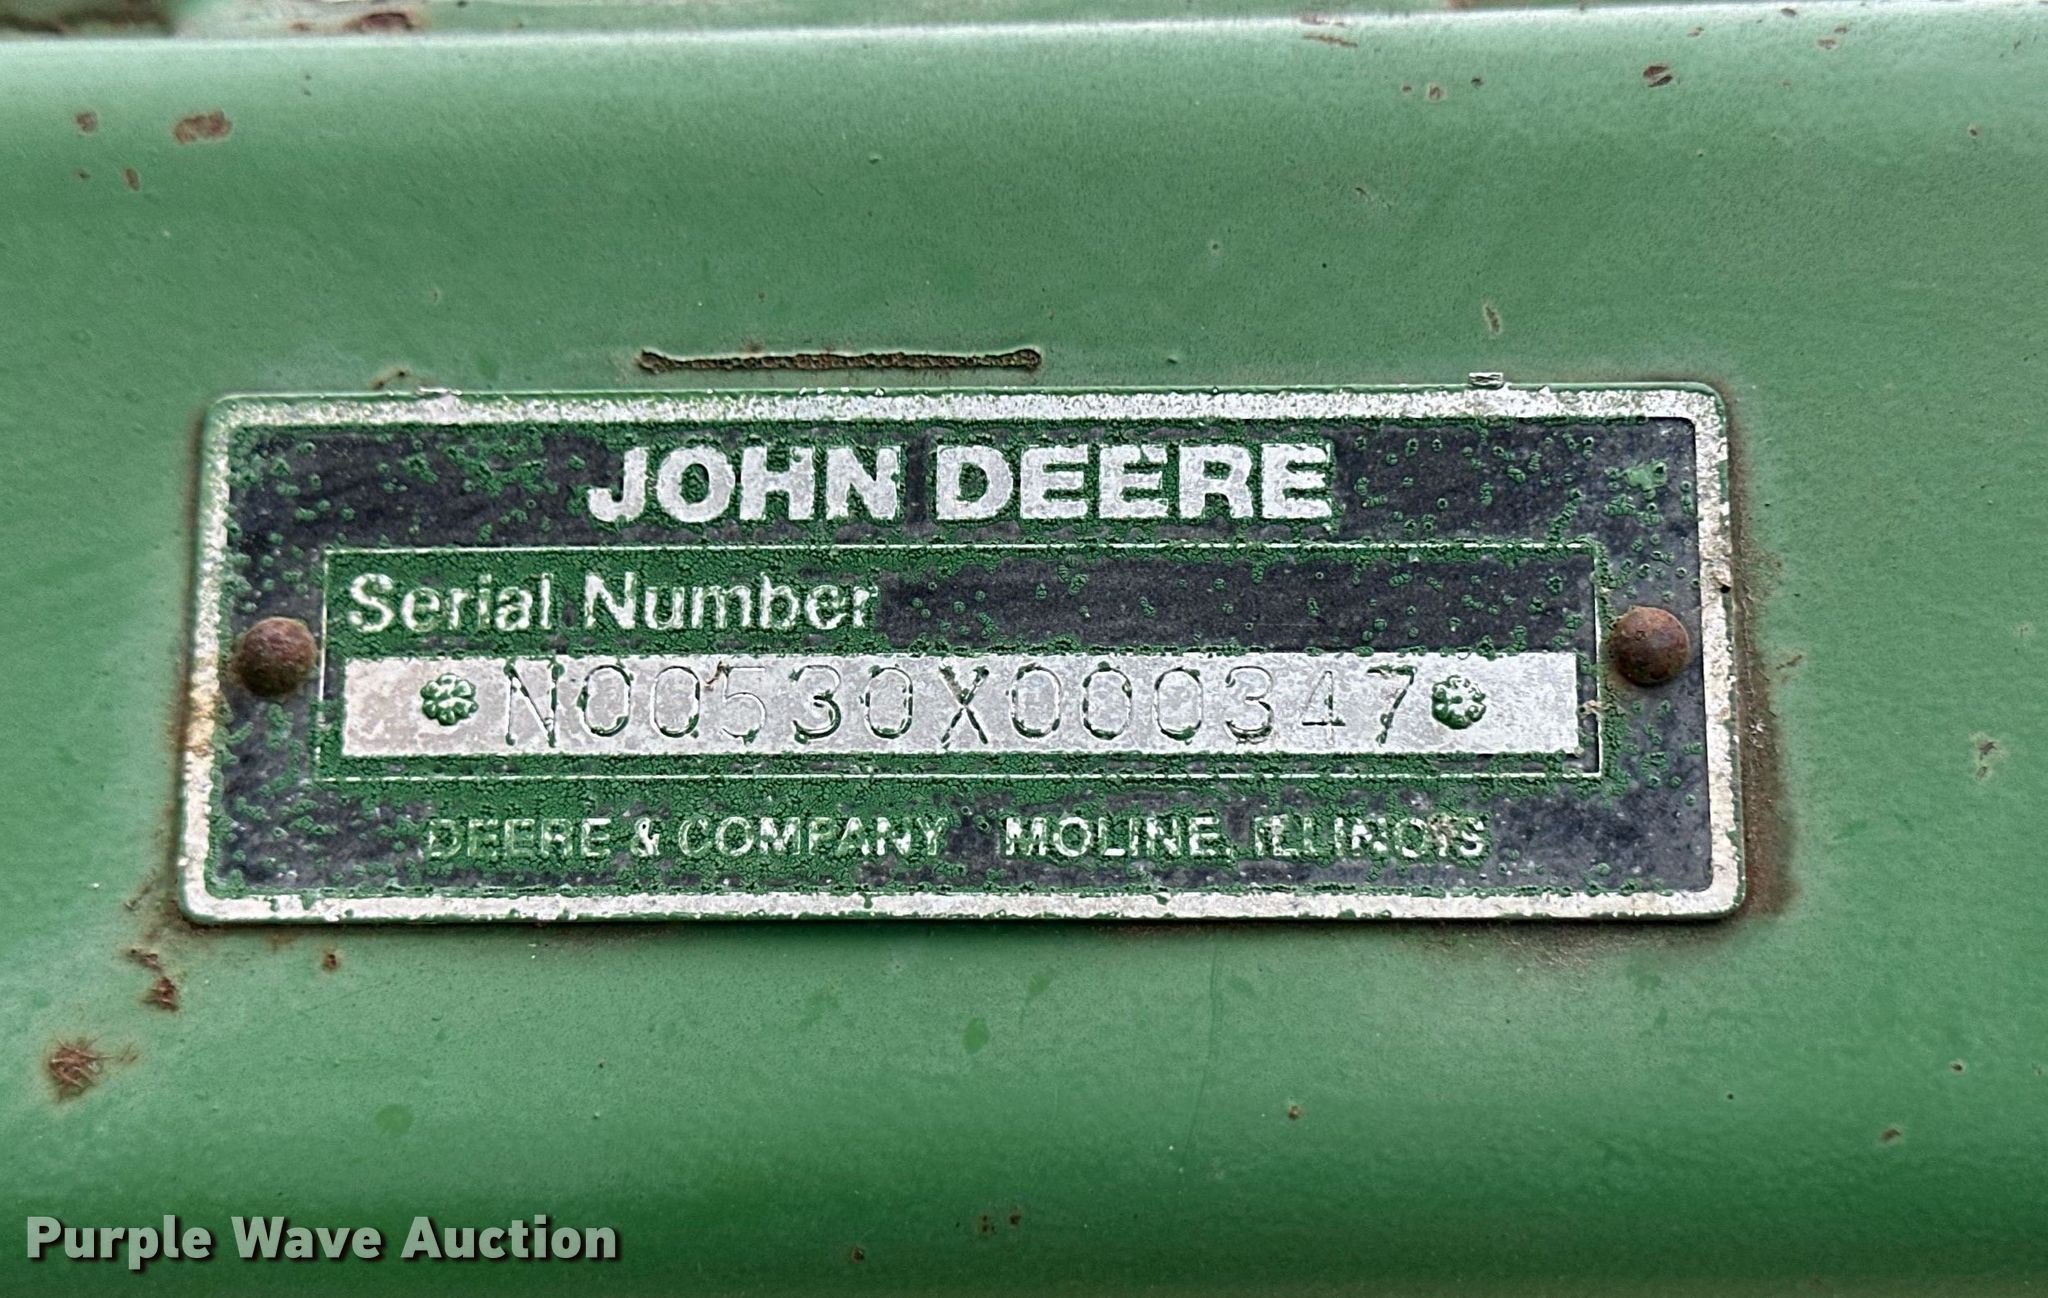 JOHN DEERE
Serial Number
*N00530X000347*
DEERE & COMPANY MOLINE, ILLINOIS
Purple Wave Auction